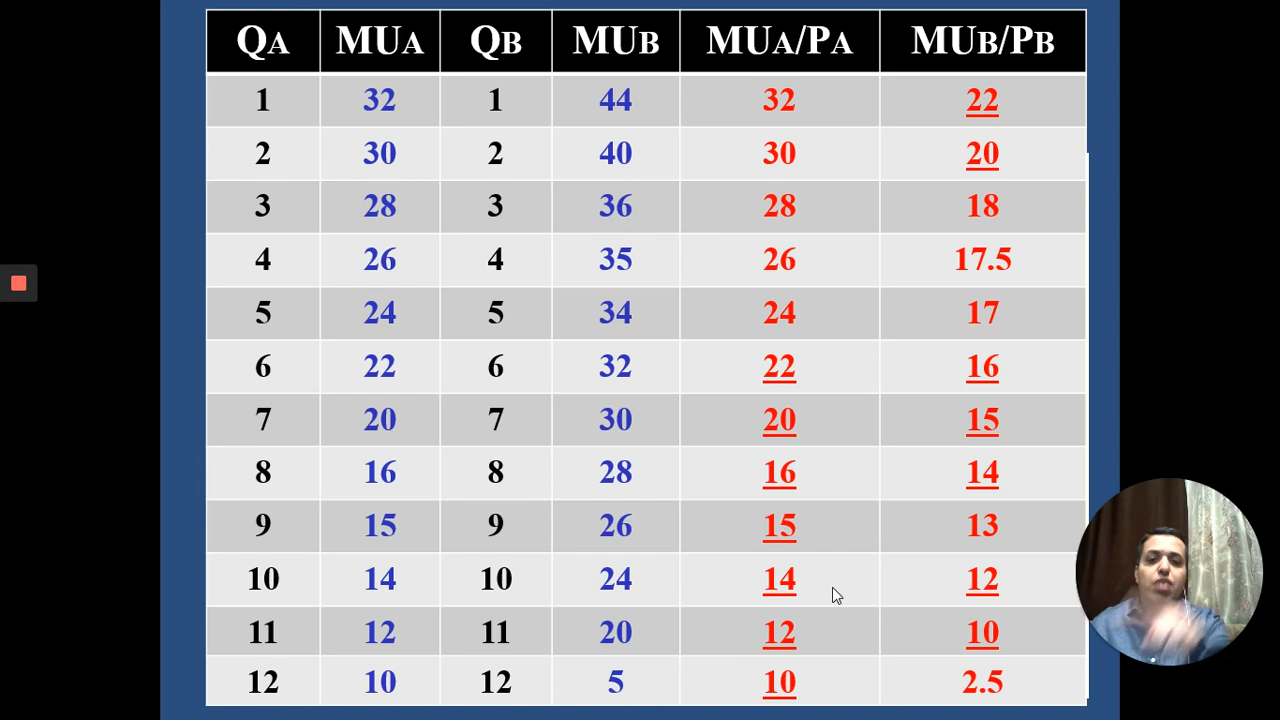 QA MUA QB MUB MUA/PA MUB/PB
1 32 1 44 32 22
2 30 2 40 30 20
3 28 3 36 28 18
4 26 4 35 26 17.5
5 24 5 34 24 17
6 22 6 32 22 16
7 20 7 30 20 15
8 16 8 28 16 14
9 15 9 26 15 13
10 14 10 24 14 12
11 12 11 20 12 10
12 10 12 5 10 2.5